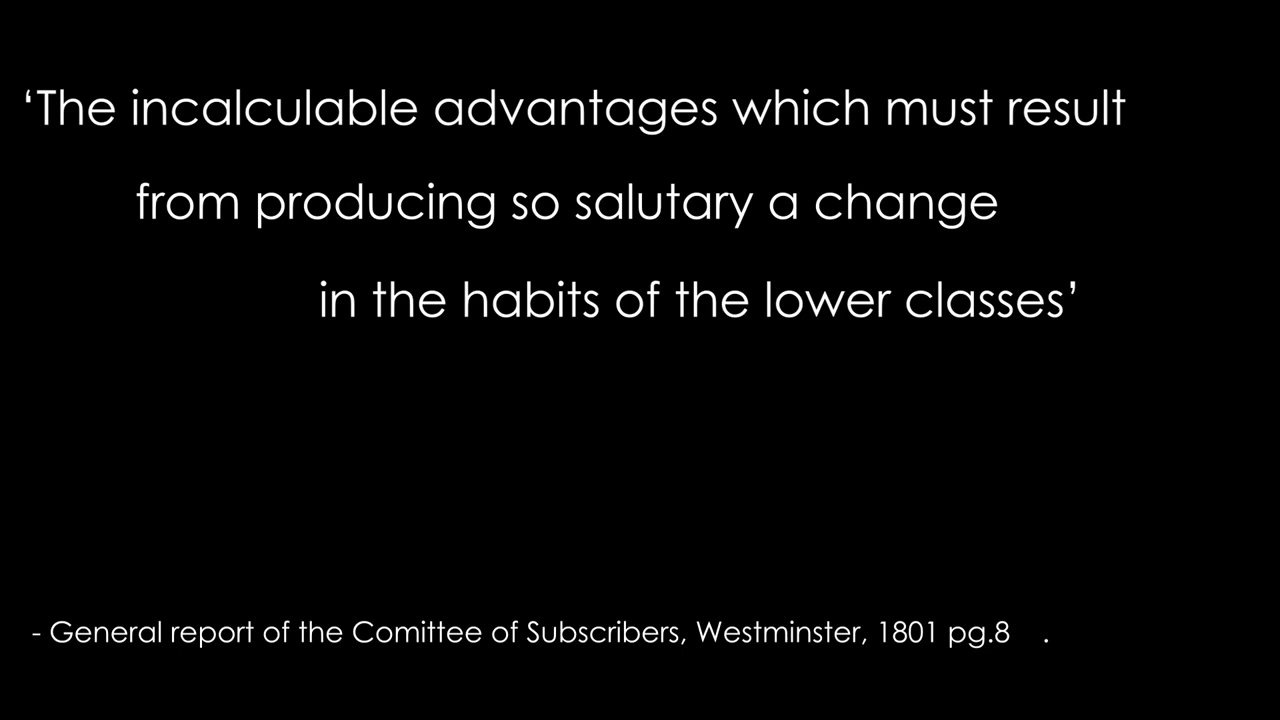 ‘The incalculable advantages which must result
from producing so salutary a change
in the habits of the lower classes’
- General report of the Comittee of Subscribers, Westminster, 1801 pg.8 .